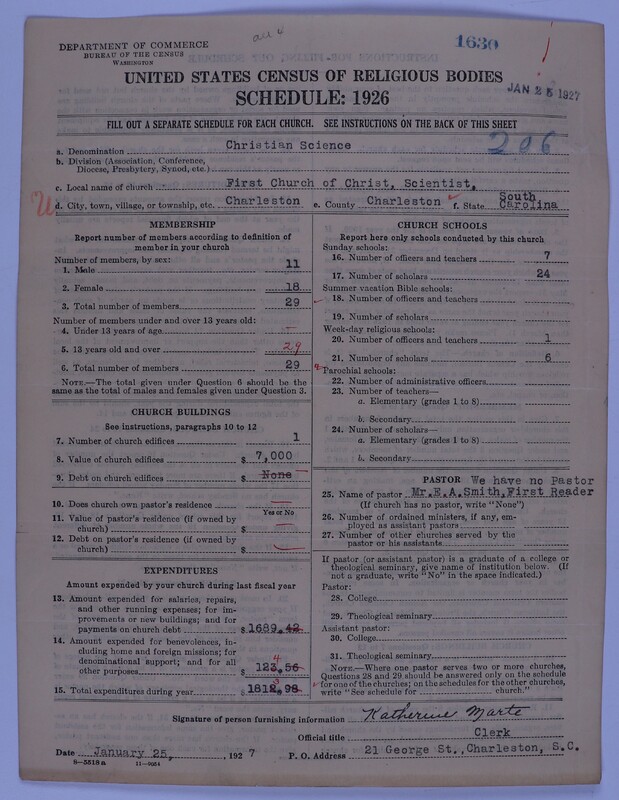 au 4
1630
DEPARTMENT OF COMMERCE
BUREAU OF THE CENSUS
WASHINGTON
UNITED STATES CENSUS OF RELIGIOUS BODIES
JAN 25 1927
SCHEDULE: 1926
FILL OUT A SEPARATE SCHEDULE FOR EACH CHURCH. SEE INSTRUCTIONS ON THE BACK OF THIS SHEET
206
a. Denomination Christian Science
b. Division (Association, Conference, Diocese, Presbytery, Synod, etc.)
c. Local name of church First Church of Christ, Scientist,
d. City, town, village, or township, etc. Charleston e. County Charleston f. State South Carolina
MEMBERSHIP
Report number of members according to definition of
member in your church
Number of members, by sex:
1. Male 11
2. Female 18
3. Total number of members 29
Number of members under and over 13 years old:
4. Under 13 years of age —
5. 13 years old and over 29
6. Total number of members 29
NOTE.—The total given under Question 6 should be the
same as the total of males and females given under Question 3.
CHURCH BUILDINGS
See instructions, paragraphs 10 to 12
7. Number of church edifices 1
8. Value of church edifices $ 7,000
9. Debt on church edifices $ None
10. Does church own pastor's residence —
Yes or No
11. Value of pastor's residence (if owned by
church) $ —
12. Debt on pastor's residence (if owned by
church) $ —
EXPENDITURES
Amount expended by your church during last fiscal year
13. Amount expended for salaries, repairs,
and other running expenses; for im-
provements or new buildings; and for
payments on church debt $ 1689.42
14. Amount expended for benevolences, in-
cluding home and foreign missions; for
denominational support; and for all
other purposes $ 123.56
4
15. Total expenditures during year $ 1812.98
3
CHURCH SCHOOLS
Report here only schools conducted by this church
Sunday schools:
16. Number of officers and teachers 7
17. Number of scholars 24
Summer vacation Bible schools:
18. Number of officers and teachers
19. Number of scholars
Week-day religious schools:
20. Number of officers and teachers 1
21. Number of scholars 6
Parochial schools:
22. Number of administrative officers
23. Number of teachers—
a. Elementary (grades 1 to 8)
b. Secondary
24. Number of scholars—
a. Elementary (grades 1 to 8)
b. Secondary
PASTOR We have no Pastor
25. Name of pastor Mr.E.A.Smith,First Reader
(If church has no pastor, write "None")
26. Number of ordained ministers, if any, em-
ployed as assistant pastors
27. Number of other churches served by the
pastor or his assistants
If pastor (or assistant pastor) is a graduate of a college or
theological seminary, give name of institution below. (If
not a graduate, write "No" in the space indicated.)
Pastor:
28. College
29. Theological seminary
Assistant pastor:
30. College
31. Theological seminary
NOTE.—Where one pastor serves two or more churches,
Questions 28 and 29 should be answered only on the schedule
for one of the churches; on the schedules for the other churches,
write "See schedule for church."
Signature of person furnishing information Katherine Marte
Official title Clerk
Date January 25, 1927 P. O. Address 21 George St.,Charleston, S.C.
8—5518a 11—9054